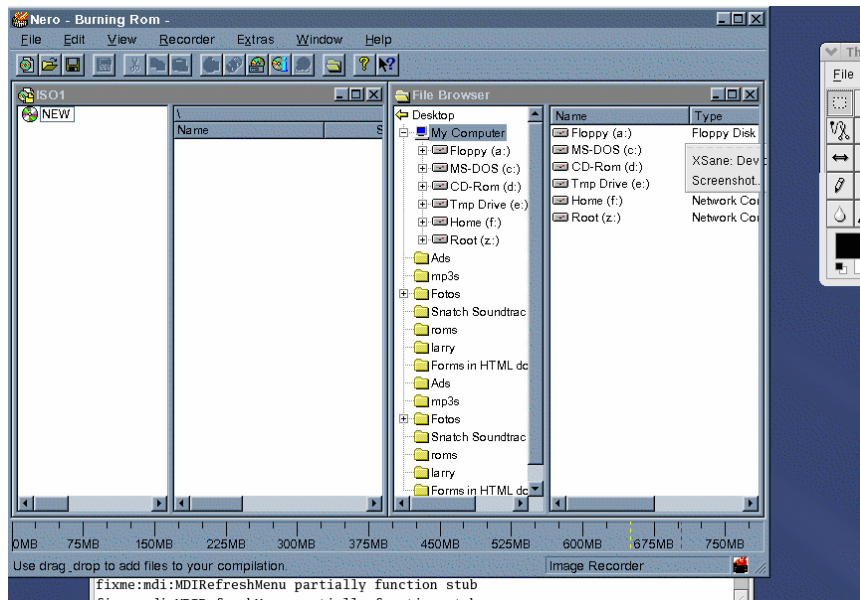 Nero - Burning Rom -
File Edit View Recorder Extras Window Help
ISO1
NEW
\
Name S
File Browser
Desktop
My Computer
Floppy (a:)
MS-DOS (c:)
CD-Rom (d:)
Tmp Drive (e:)
Home (f:)
Root (z:)
Ads
mp3s
Fotos
Snatch Soundtrac
roms
larry
Forms in HTML dc
Ads
mp3s
Fotos
Snatch Soundtrac
roms
larry
Forms in HTML dc
Name Type
Floppy (a:) Floppy Disk
MS-DOS (c:)
CD-Rom (d:)
Tmp Drive (e:)
Home (f:) Network Cor
Root (z:) Network Cor
XSane: Devi
Screenshot..
Th
File
0MB 75MB 150MB 225MB 300MB 375MB 450MB 525MB 600MB 675MB 750MB
Use drag_drop to add files to your compilation. Image Recorder
fixme:mdi:MDIRefreshMenu partially function stub